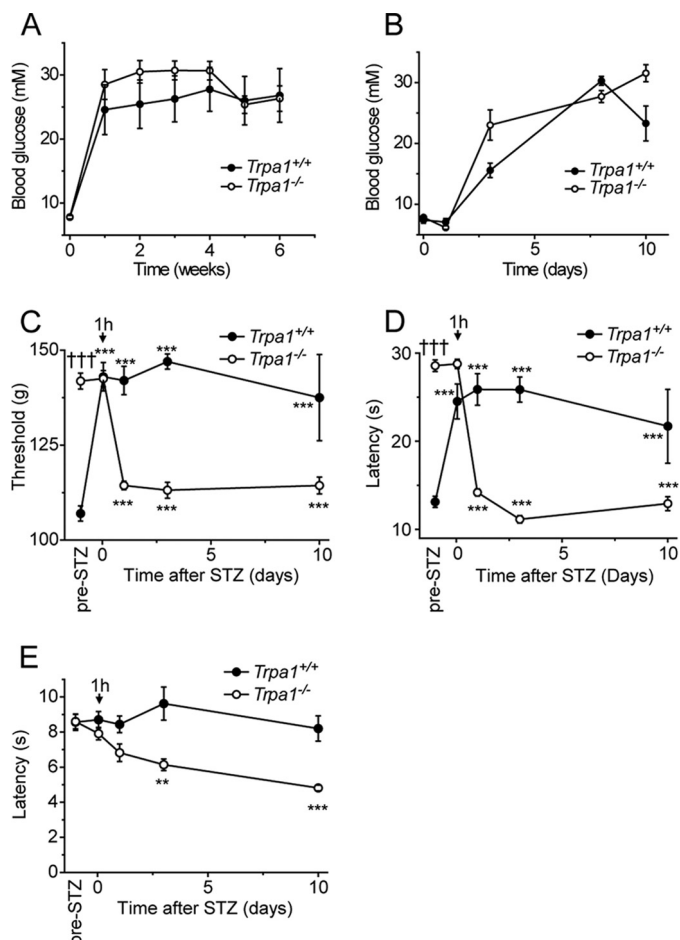 A
Blood glucose (mM)
30
20
10
Trpa1+/+
Trpa1-/-
0 2 4 6
Time (weeks)
B
Blood glucose (mM)
30
20
10
Trpa1+/+
Trpa1-/-
0 5 10
Time (days)
C
1h
Trpa1+/+
Trpa1-/-
††† *** *** ***
***
*** *** ***
Threshold (g)
150
125
100
pre-STZ 0 5 10
Time after STZ (days)
D
1h
Trpa1+/+
Trpa1-/-
††† *** ***
***
***
*** *** ***
Latency (s)
30
20
10
pre-STZ 0 5 10
Time after STZ (Days)
E
1h
Trpa1+/+
Trpa1-/-
** ***
Latency (s)
10
8
6
4
2
0
pre-STZ 0 5 10
Time after STZ (days)